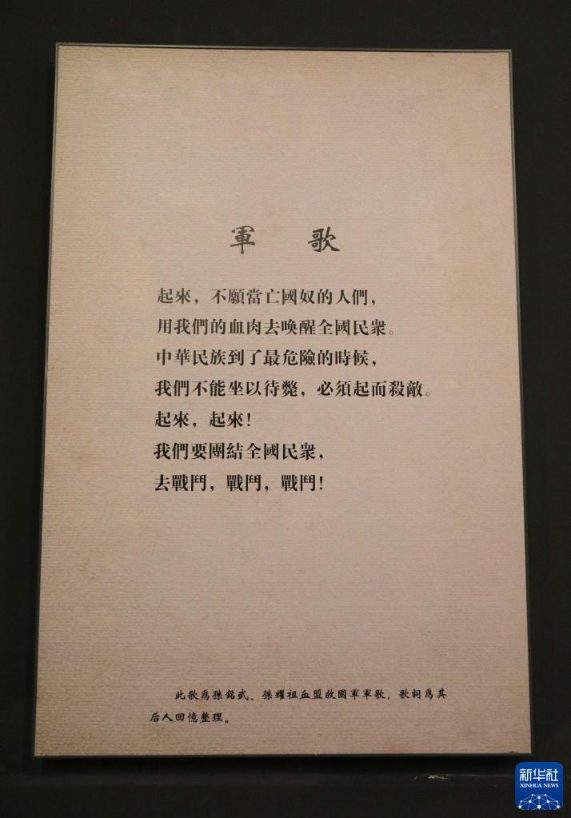 軍 歌
起來，不願當亡國奴的人們，
用我們的血肉去喚醒全國民衆。
中華民族到了最危險的時候，
我們不能坐以待斃，必須起而殺敵。
起來，起來！
我們要團結全國民衆，
去戰鬥，戰鬥，戰鬥！
此歌爲孫銘武、孫耀祖血盟救國軍軍歌，歌詞爲其
后人回憶整理。
新华社
XINHUA NEWS